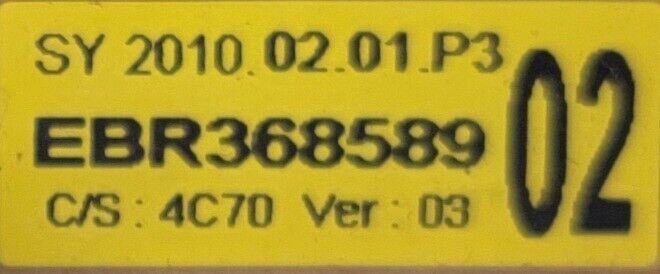 SY 2010.02.01.P3
EBR368589 02
C/S : 4C70 Ver : 03